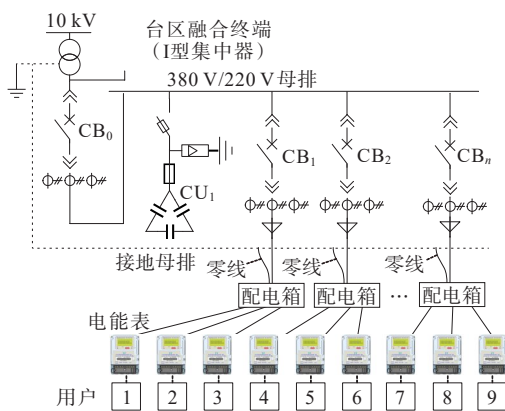 10 kV
台区融合终端
（I型集中器）
380 V/220 V母排
CB0
CB1
CB2
CBn
CU1
接地母排
零线
零线
零线
配电箱
配电箱
…
配电箱
电能表
用户
1
2
3
4
5
6
7
8
9